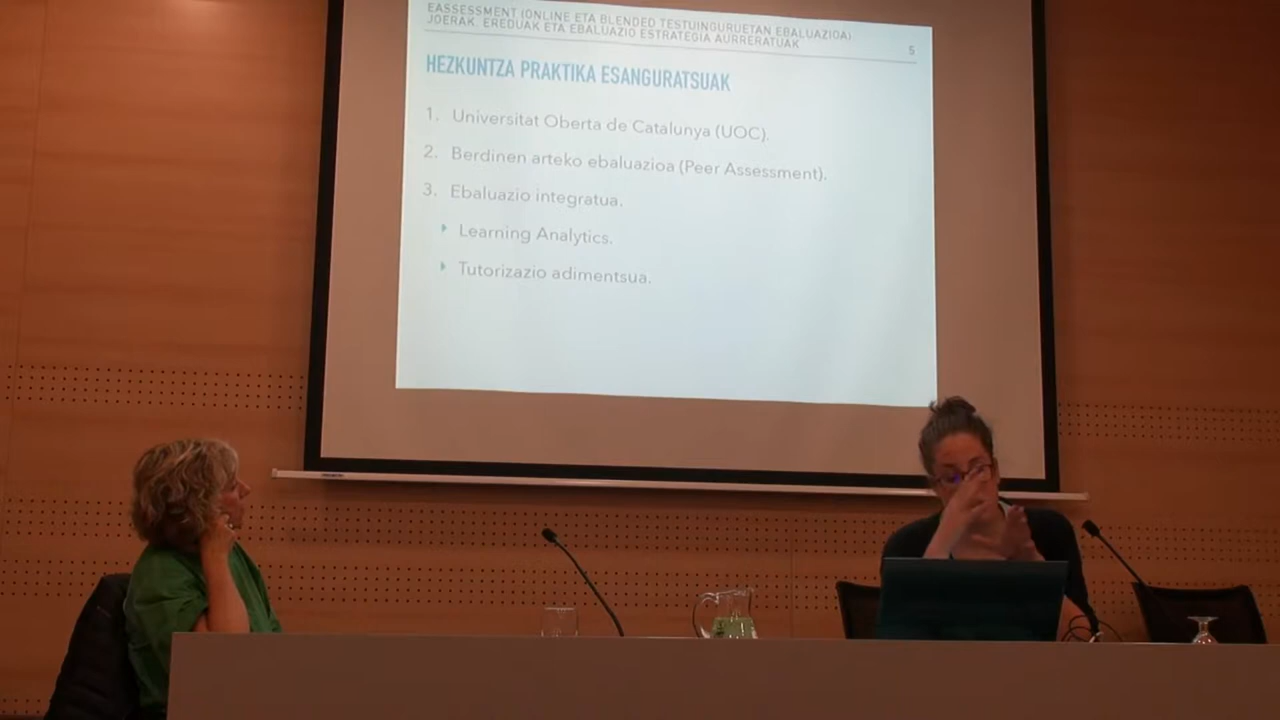 EASSESSMENT (ONLINE ETA BLENDED TESTUINGURUETAN EBALUAZIOA)
JOERAK, EREDUAK ETA EBALUAZIO ESTRATEGIA AURRERATUAK
5
HEZKUNTZA PRAKTIKA ESANGURATSUAK
1. Universitat Oberta de Catalunya (UOC).
2. Berdinen arteko ebaluazioa (Peer Assessment).
3. Ebaluazio integratua.
Learning Analytics.
Tutorizazio adimentsua.